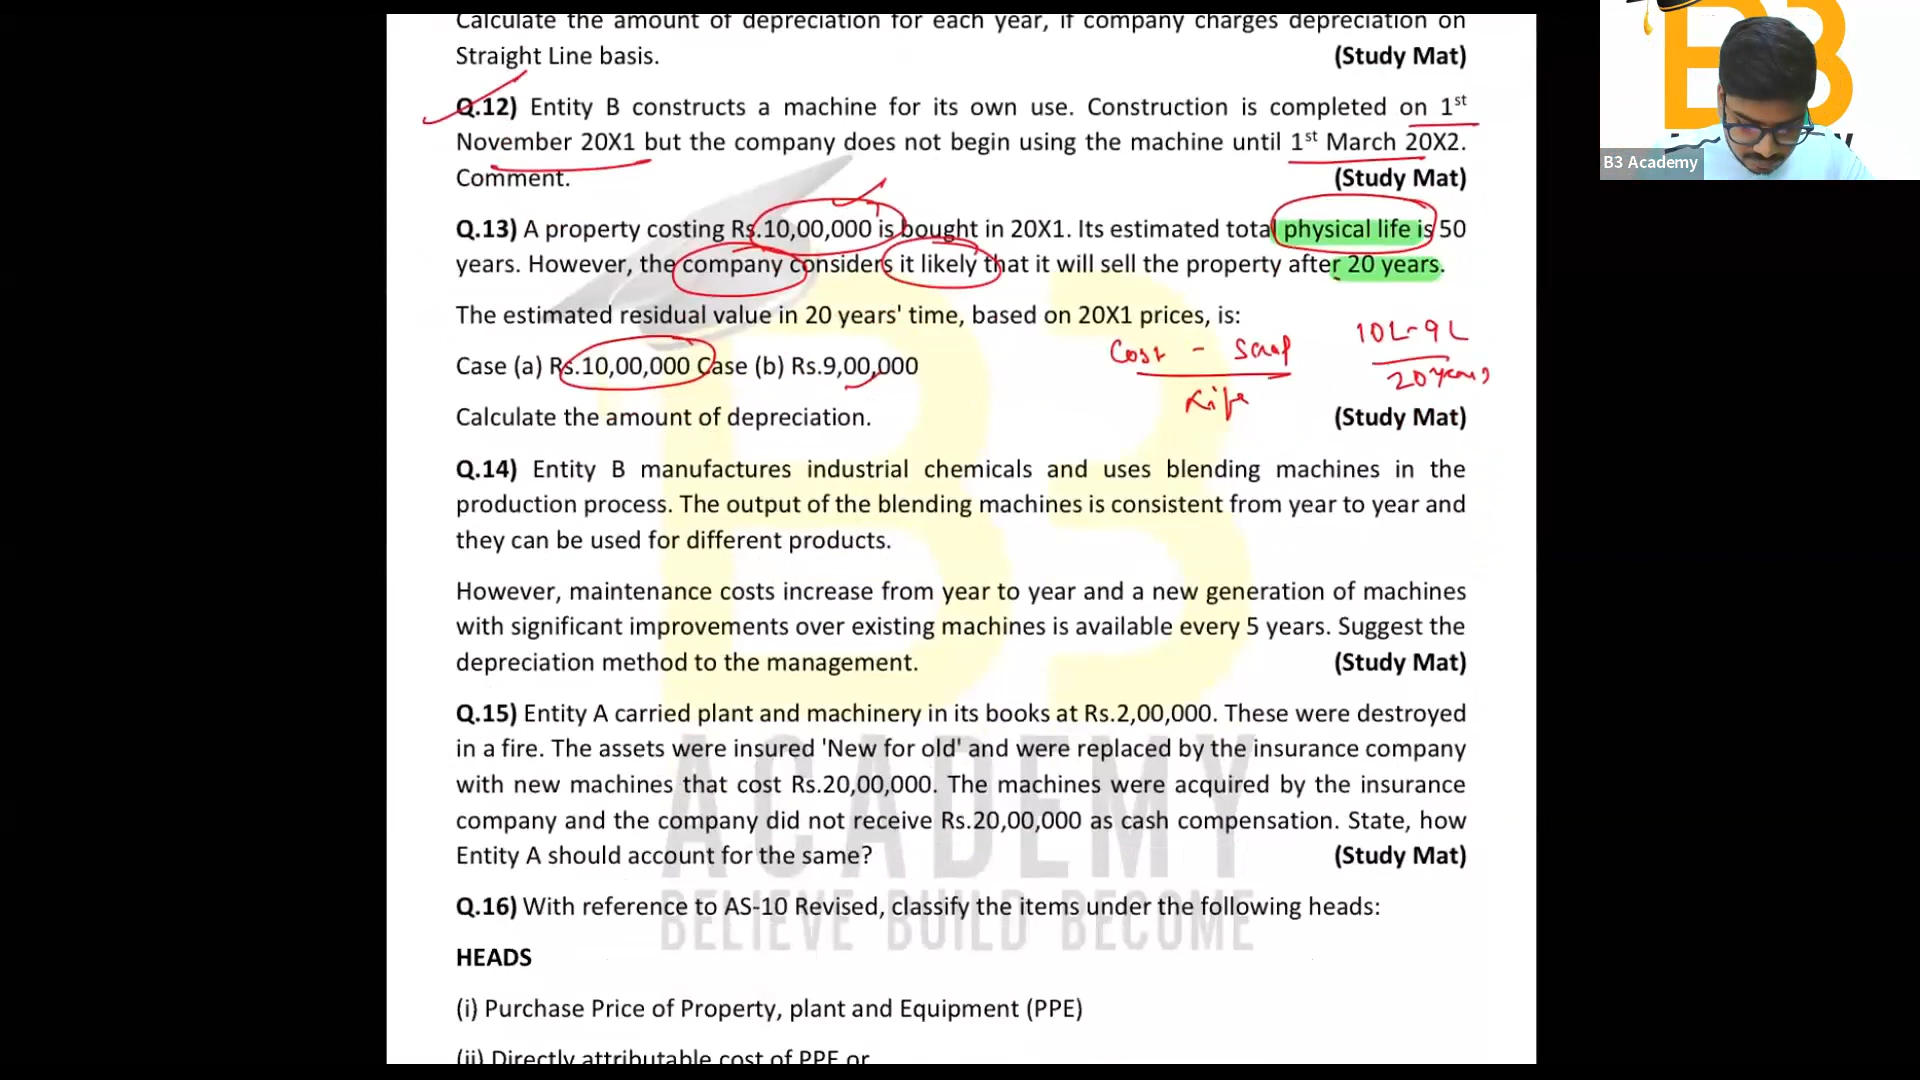 Calculate the amount of depreciation for each year, if company charges depreciation on
Straight Line basis. (Study Mat)
Q.12) Entity B constructs a machine for its own use. Construction is completed on 1st
November 20X1 but the company does not begin using the machine until 1st March 20X2.
Comment. (Study Mat)
B3 Academy
Q.13) A property costing Rs.10,00,000 is bought in 20X1. Its estimated total physical life is 50
years. However, the company considers it likely that it will sell the property after 20 years.
The estimated residual value in 20 years' time, based on 20X1 prices, is:
Case (a) Rs.10,00,000 Case (b) Rs.9,00,000
Cost - Scrap
Life
10L-9L
20 years
Calculate the amount of depreciation. (Study Mat)
Q.14) Entity B manufactures industrial chemicals and uses blending machines in the
production process. The output of the blending machines is consistent from year to year and
they can be used for different products.
However, maintenance costs increase from year to year and a new generation of machines
with significant improvements over existing machines is available every 5 years. Suggest the
depreciation method to the management. (Study Mat)
Q.15) Entity A carried plant and machinery in its books at Rs.2,00,000. These were destroyed
in a fire. The assets were insured 'New for old' and were replaced by the insurance company
with new machines that cost Rs.20,00,000. The machines were acquired by the insurance
company and the company did not receive Rs.20,00,000 as cash compensation. State, how
Entity A should account for the same? (Study Mat)
Q.16) With reference to AS-10 Revised, classify the items under the following heads:
HEADS
(i) Purchase Price of Property, plant and Equipment (PPE)
(ii) Directly attributable cost of PPE or
B3
ACADEMY
BELIEVE BUILD BECOME